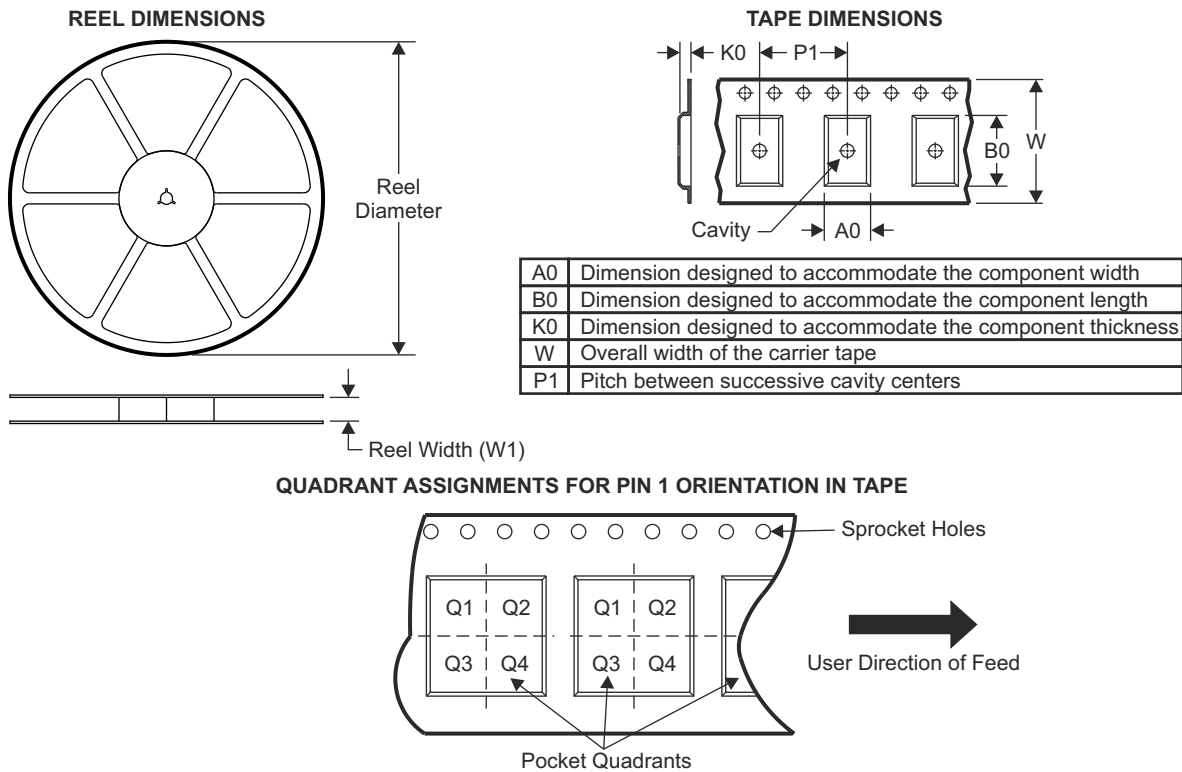 REEL DIMENSIONS
Reel
Diameter
Reel Width (W1)
TAPE DIMENSIONS
K0 P1
B0 W
Cavity A0
A0 Dimension designed to accommodate the component width
B0 Dimension designed to accommodate the component length
K0 Dimension designed to accommodate the component thickness
W Overall width of the carrier tape
P1 Pitch between successive cavity centers
QUADRANT ASSIGNMENTS FOR PIN 1 ORIENTATION IN TAPE
Sprocket Holes
Q1 Q2 Q1 Q2
Q3 Q4 Q3 Q4
User Direction of Feed
Pocket Quadrants